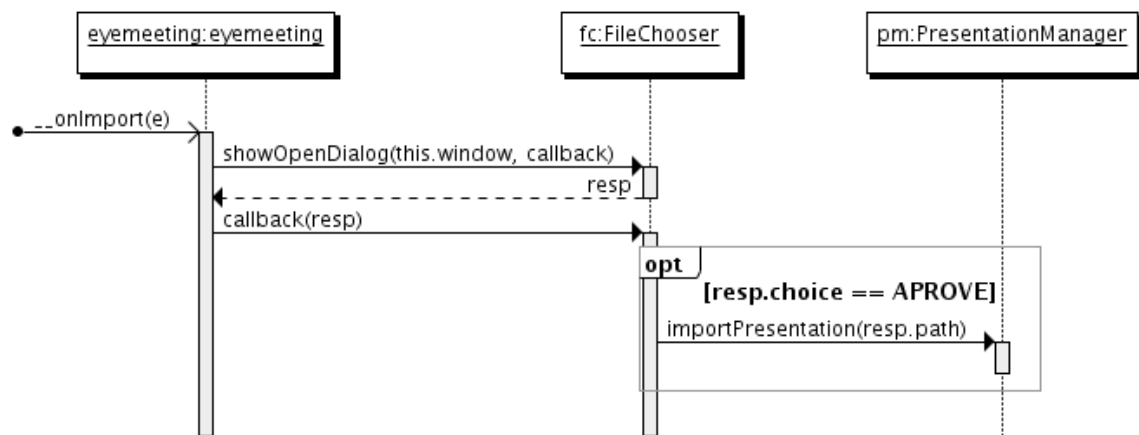 eyemeeting:eyemeeting
fc:FileChooser
pm:PresentationManager
__onImport(e)
showOpenDialog(this.window, callback)
resp
callback(resp)
opt
[resp.choice == APROVE]
importPresentation(resp.path)